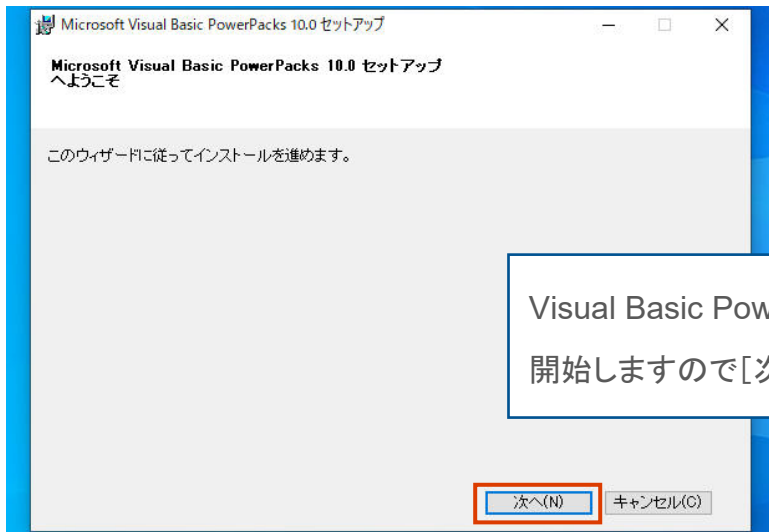 Microsoft Visual Basic PowerPacks 10.0 セットアップ
Microsoft Visual Basic PowerPacks 10.0 セットアップ
へようこそ
このウィザードに従ってインストールを進めます。
Visual Basic
開始しますので[
次へ(N)
キャンセル(C)